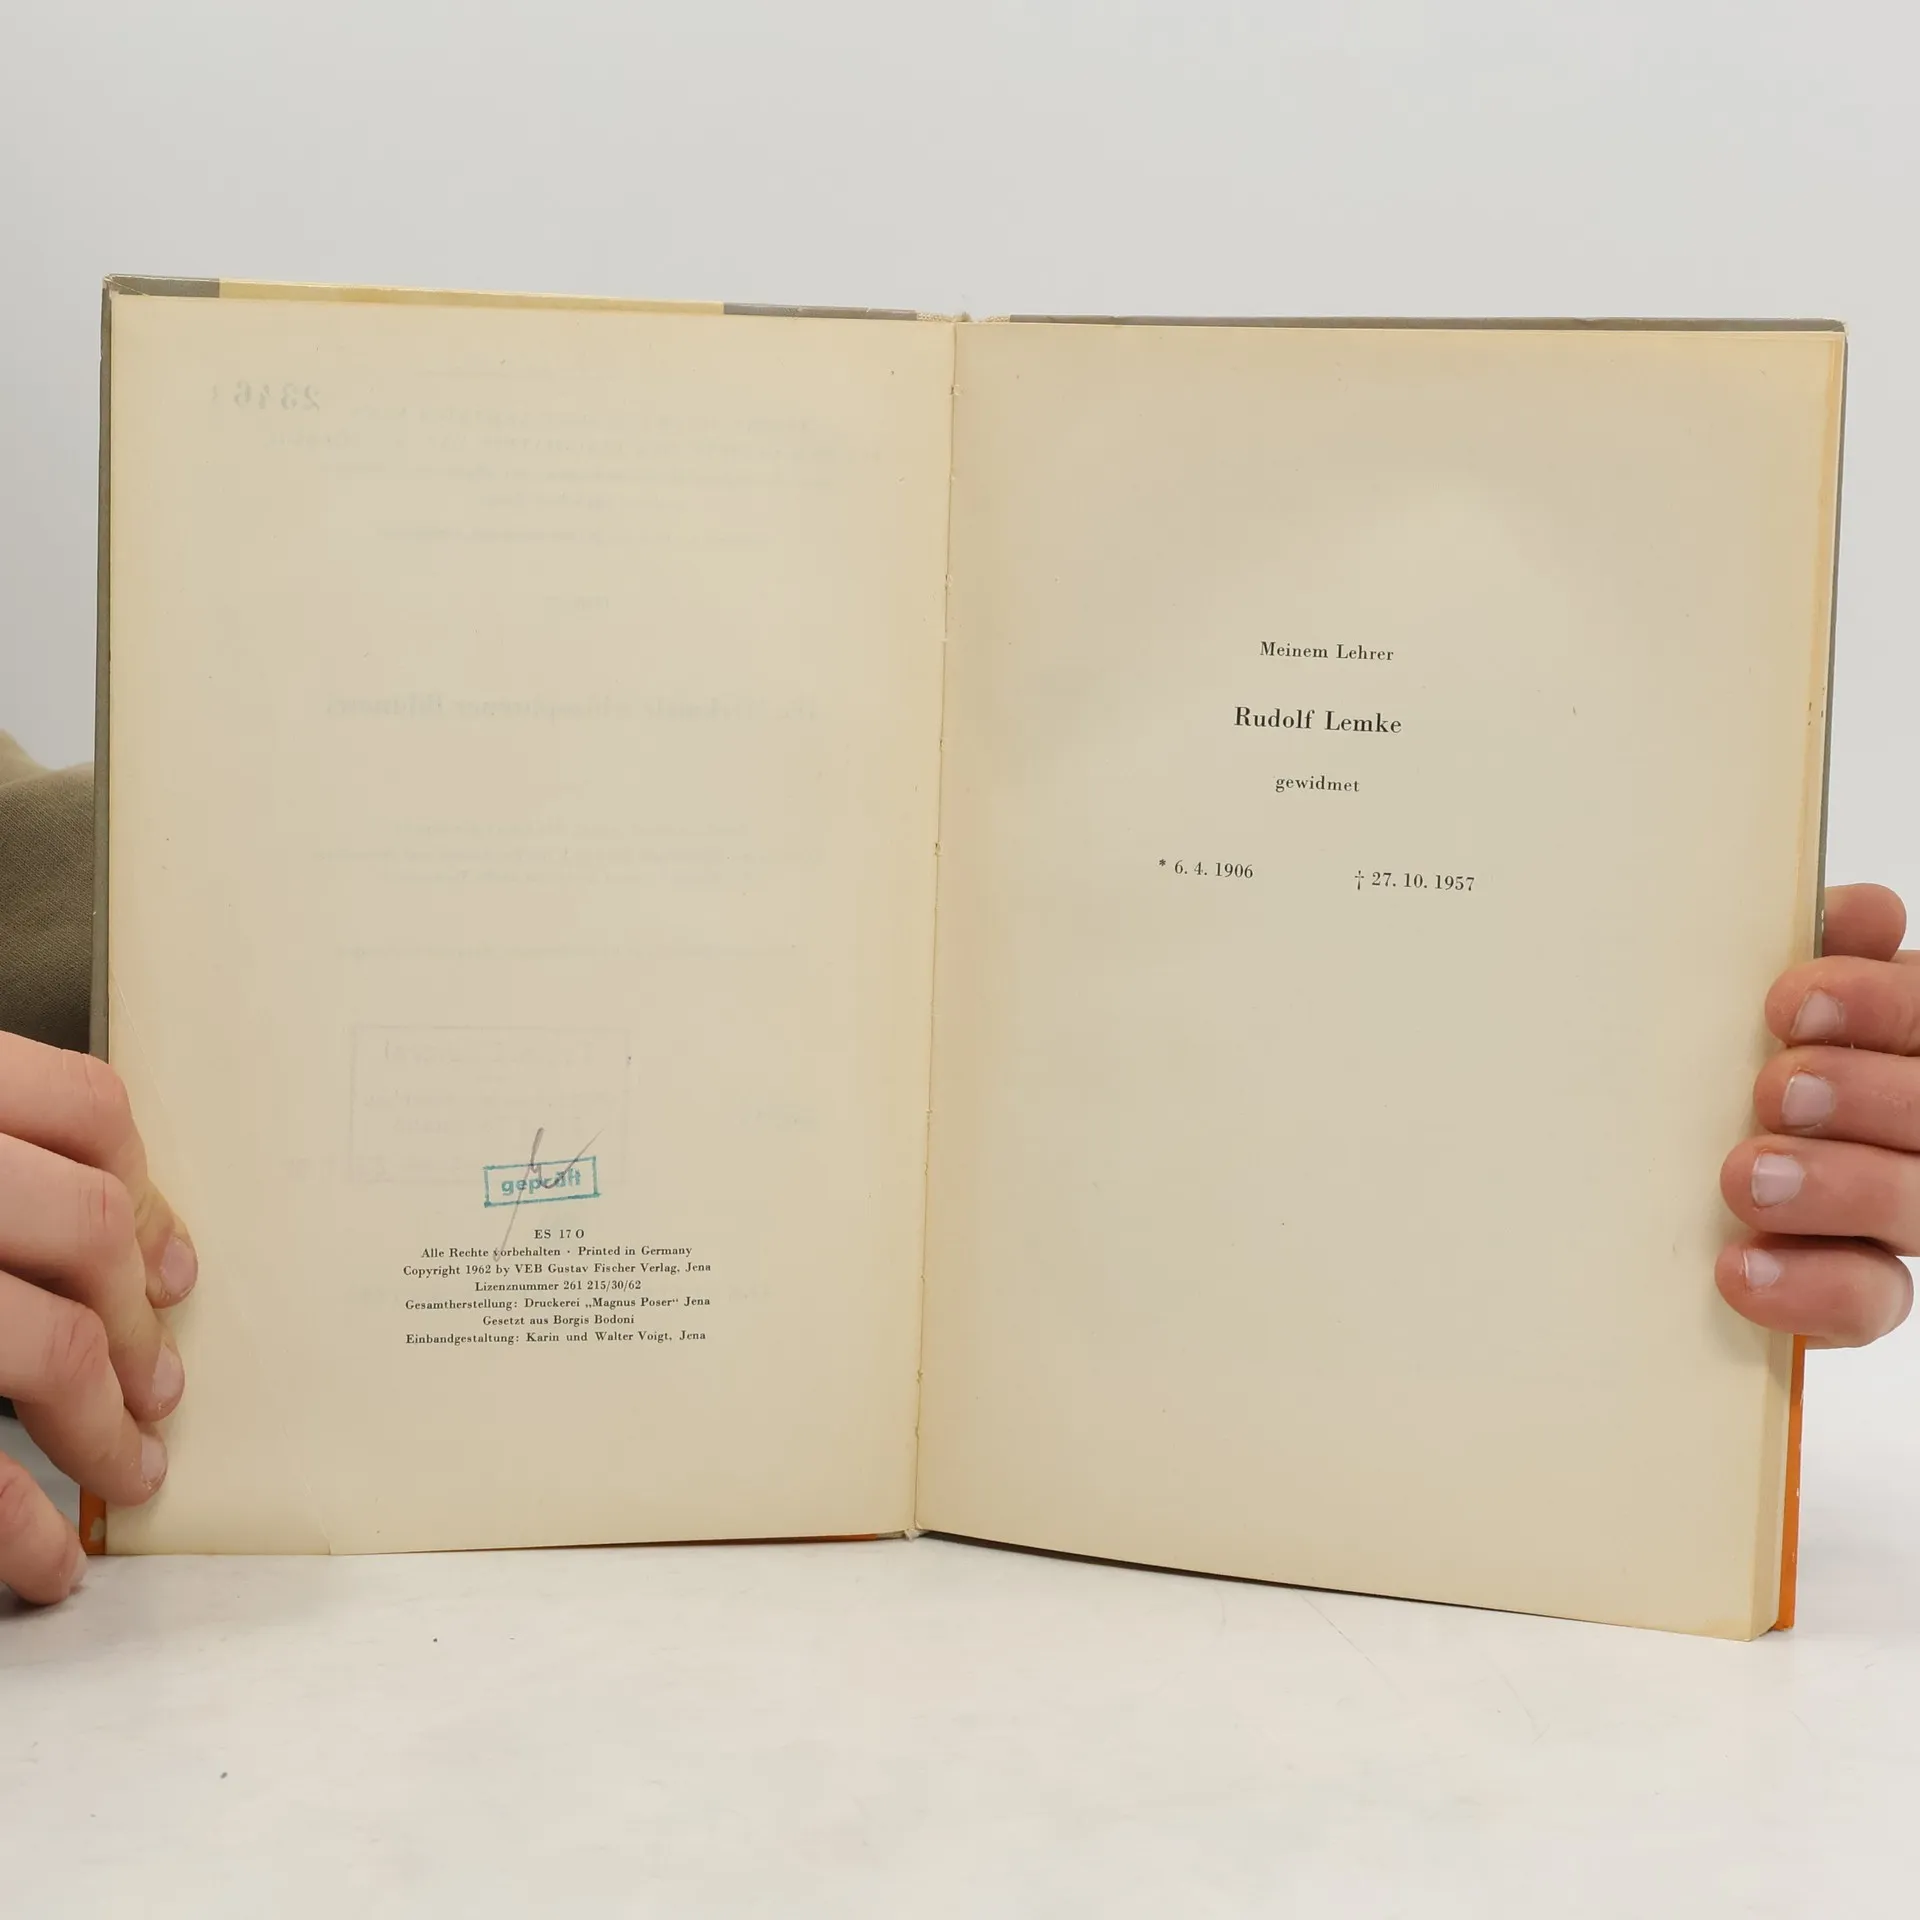 geprüft
ES 17 O
Alle Rechte vorbehalten · Printed in Germany
Copyright 1962 by VEB Gustav Fischer Verlag, Jena
Lizenznummer 261 215/30/62
Gesamtherstellung: Druckerei „Magnus Poser“ Jena
Gesetzt aus Borgis Bodoni
Einbandgestaltung: Karin und Walter Voigt, Jena
Meinem Lehrer
Rudolf Lemke
gewidmet
* 6. 4. 1906 † 27. 10. 1957